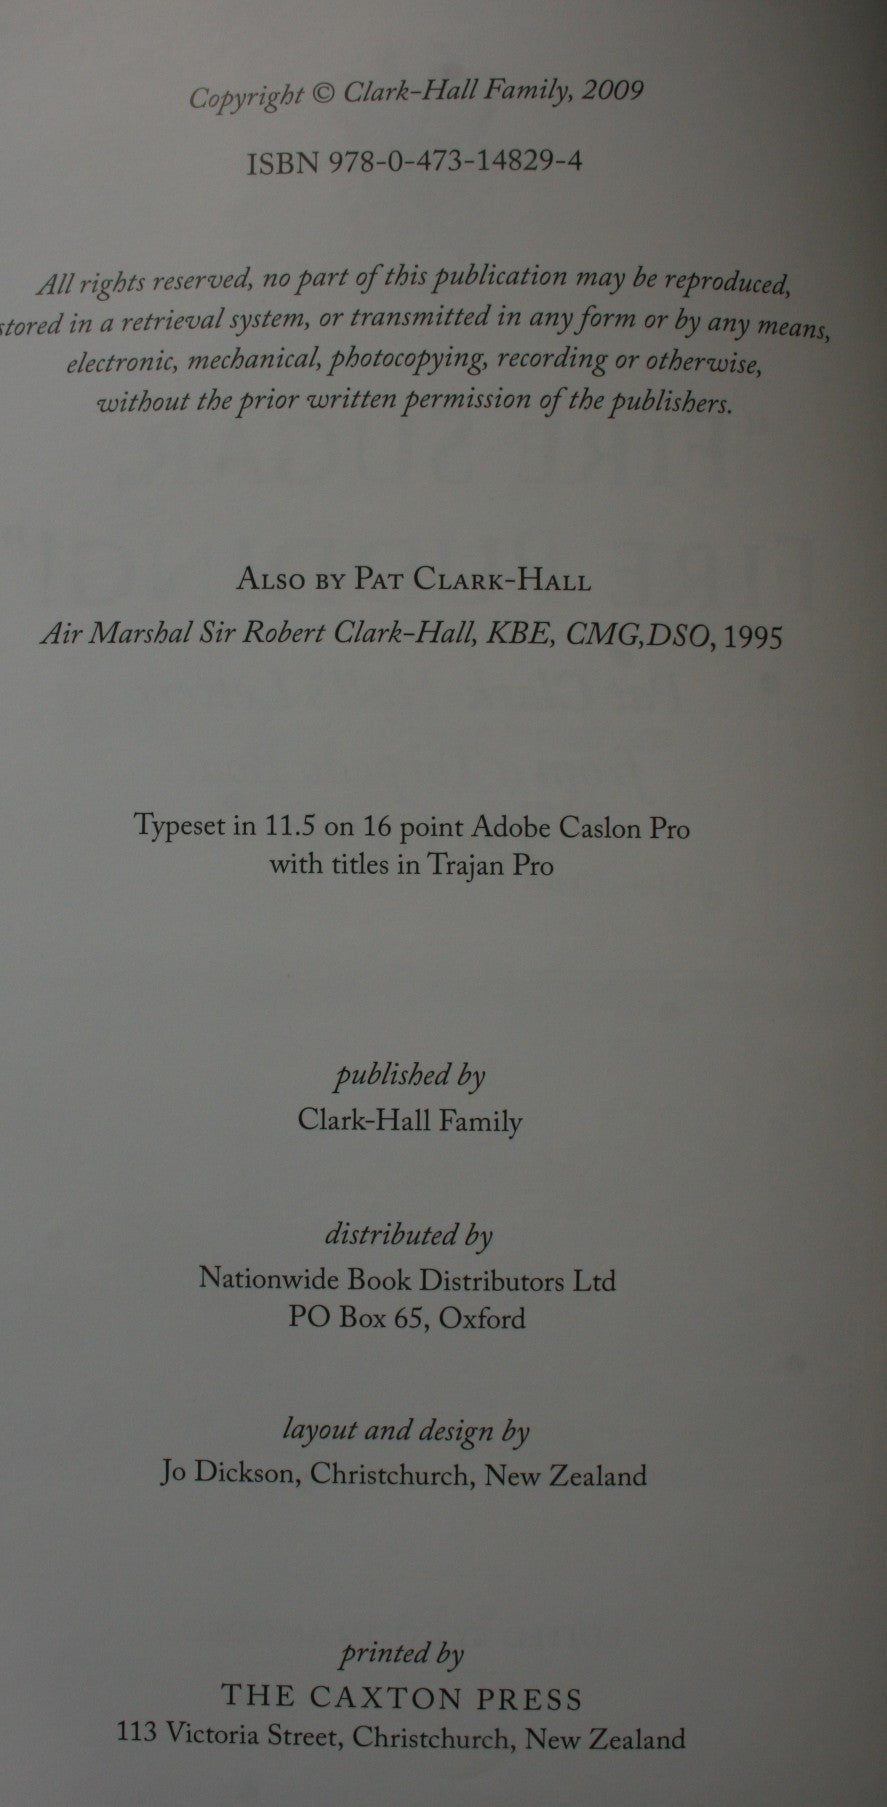 Copyright © Clark-Hall Family, 2009
ISBN 978-0-473-14829-4
All rights reserved, no part of this publication may be reproduced,
stored in a retrieval system, or transmitted in any form or by any means,
electronic, mechanical, photocopying, recording or otherwise,
without the prior written permission of the publishers.
Also by Pat Clark-Hall
Air Marshal Sir Robert Clark-Hall, KBE, CMG,DSO, 1995
Typeset in 11.5 on 16 point Adobe Caslon Pro
with titles in Trajan Pro
published by
Clark-Hall Family
distributed by
Nationwide Book Distributors Ltd
PO Box 65, Oxford
layout and design by
Jo Dickson, Christchurch, New Zealand
printed by
THE CAXTON PRESS
113 Victoria Street, Christchurch, New Zealand